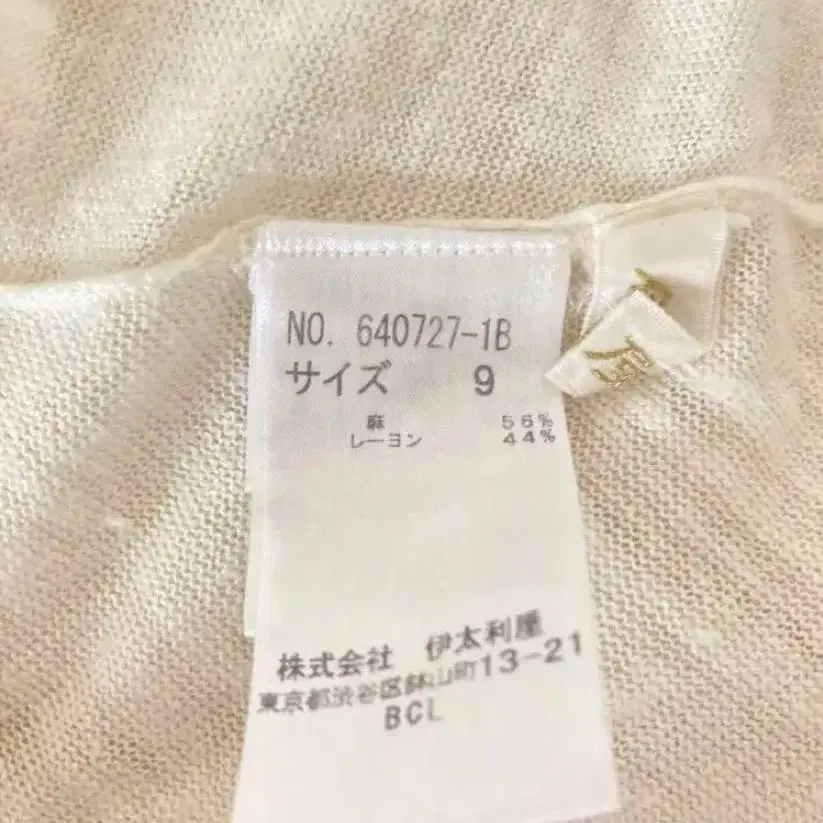 NO. 640727-1B
サイズ 9
麻 56%
レーヨン 44%
株式会社 伊太利屋
東京都渋谷区鉢山町13-21
BCL